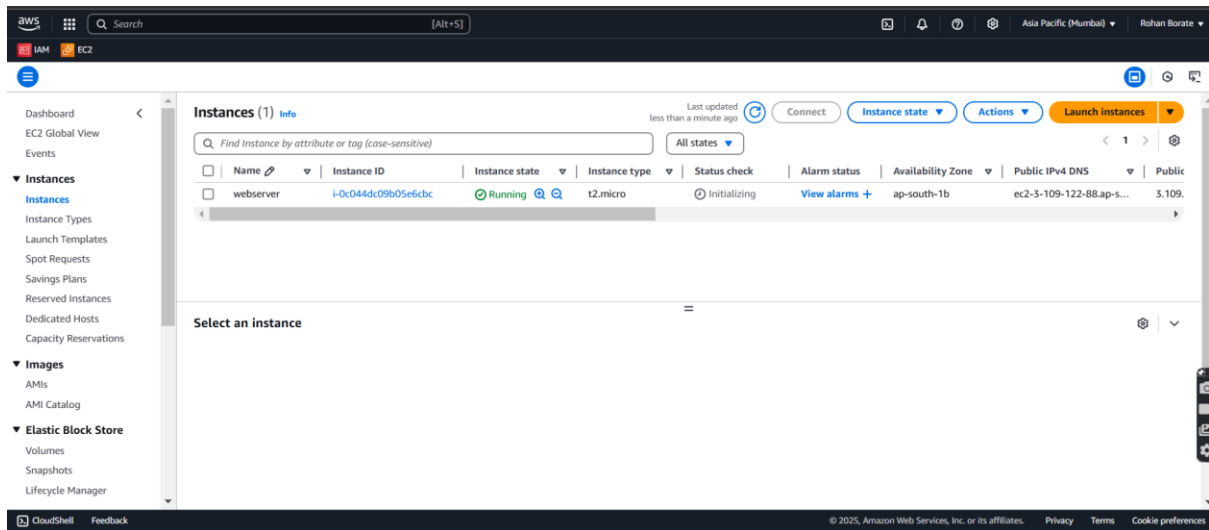 aws Search [Alt+S] Asia Pacific (Mumbai) Rohan Borate
IAM EC2
Dashboard
EC2 Global View
Events
Instances
Instances
Instance Types
Launch Templates
Spot Requests
Savings Plans
Reserved Instances
Dedicated Hosts
Capacity Reservations
Images
AMIs
AMI Catalog
Elastic Block Store
Volumes
Snapshots
Lifecycle Manager
Instances (1) Info
Last updated
less than a minute ago
Connect Instance state Actions Launch instances
Find Instance by attribute or tag (case-sensitive) All states 1
Name Instance ID Instance state Instance type Status check Alarm status Availability Zone Public IPv4 DNS Public
webserver i-0c044dc09b05e6cbc Running t2.micro Initializing View alarms + ap-south-1b ec2-3-109-122-88.ap-s... 3.109.
Select an instance
CloudShell Feedback © 2025, Amazon Web Services, Inc. or its affiliates. Privacy Terms Cookie preferences